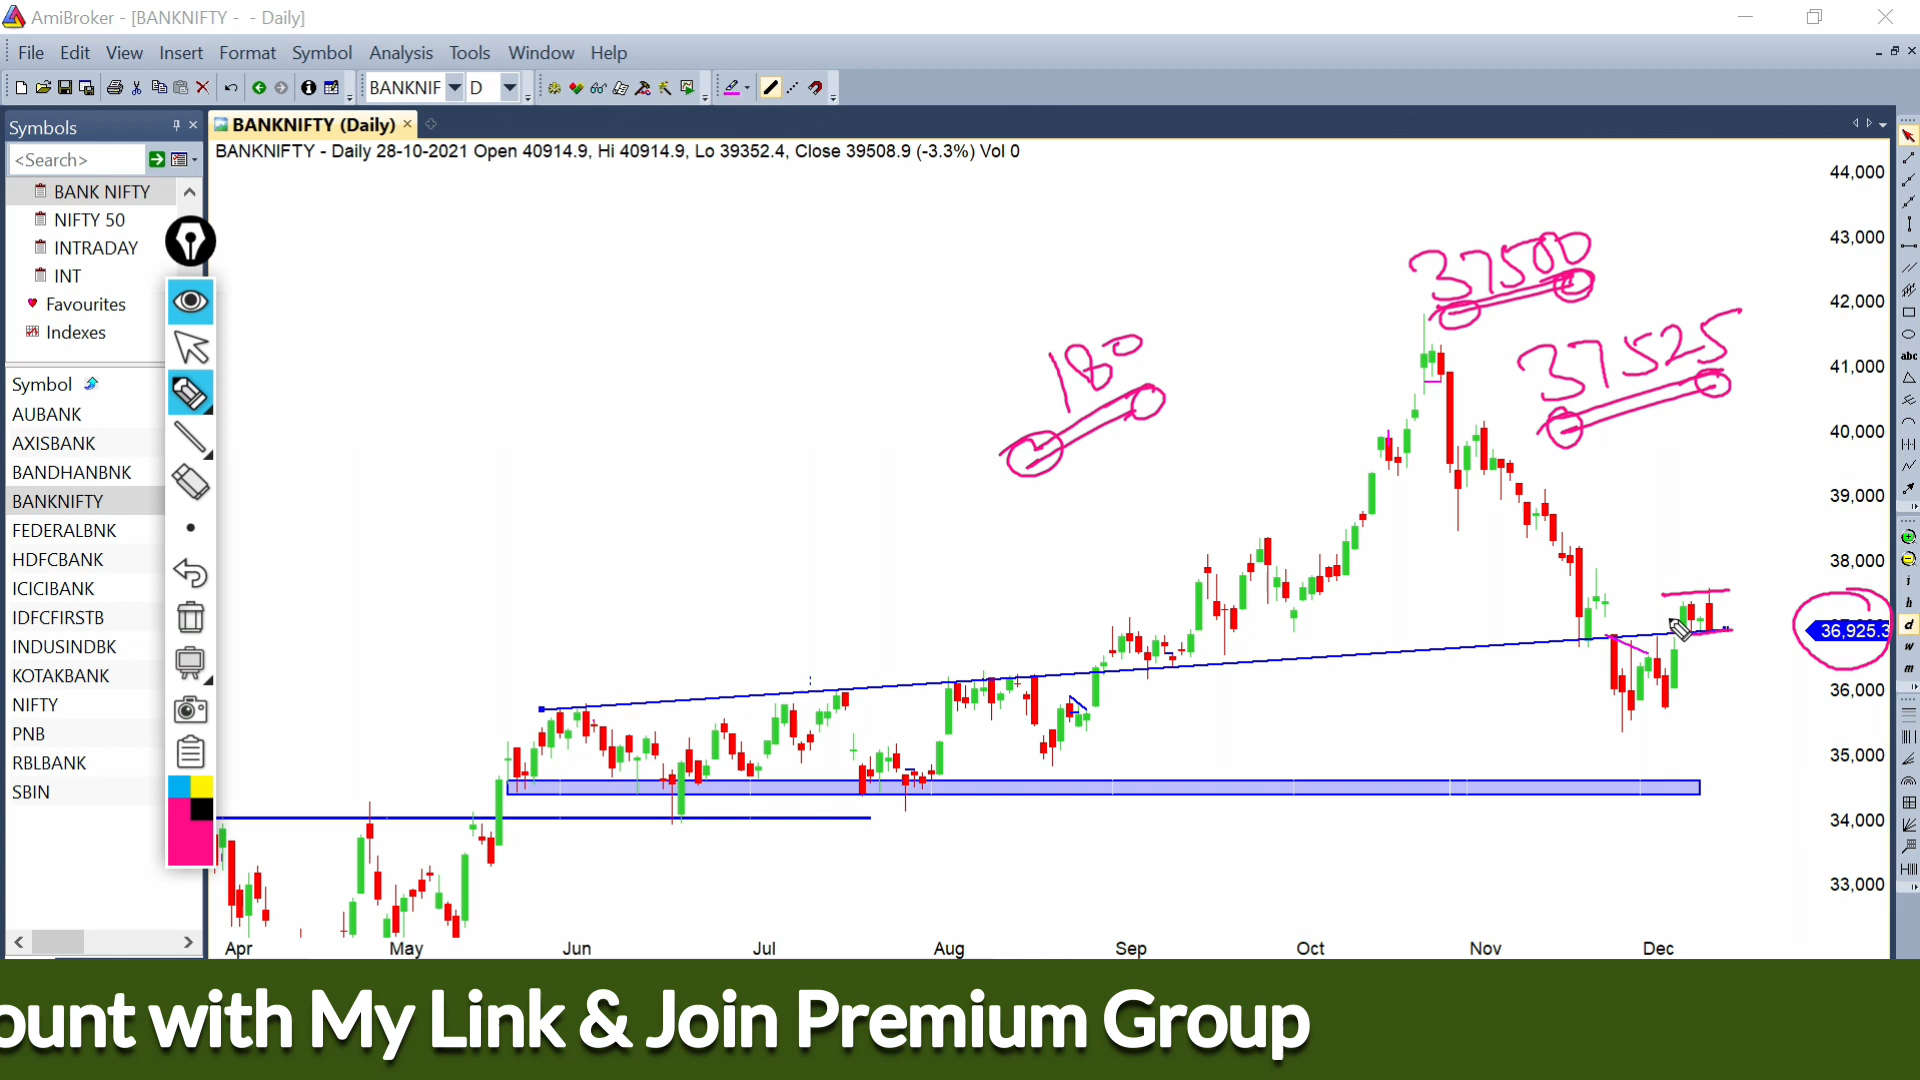 AmiBroker - [BANKNIFTY - - Daily]
File Edit View Insert Format Symbol Analysis Tools Window Help
BANKNIF D
Symbols
BANKNIFTY (Daily)
<Search>
BANKNIFTY - Daily 28-10-2021 Open 40914.9, Hi 40914.9, Lo 39352.4, Close 39508.9 (-3.3%) Vol 0
BANK NIFTY
NIFTY 50
INTRADAY
INT
Favourites
Indexes
Symbol
AUBANK
AXISBANK
BANDHANBNK
BANKNIFTY
FEDERALBNK
HDFCBANK
ICICIBANK
IDFCFIRSTB
INDUSINDBK
KOTAKBANK
NIFTY
PNB
RBLBANK
SBIN
37500
37525
180
44,000
43,000
42,000
41,000
40,000
39,000
38,000
36,925.3
36,000
35,000
34,000
33,000
Apr May Jun Jul Aug Sep Oct Nov Dec
abc
i
h
d
w
m
ount with My Link & Join Premium Group